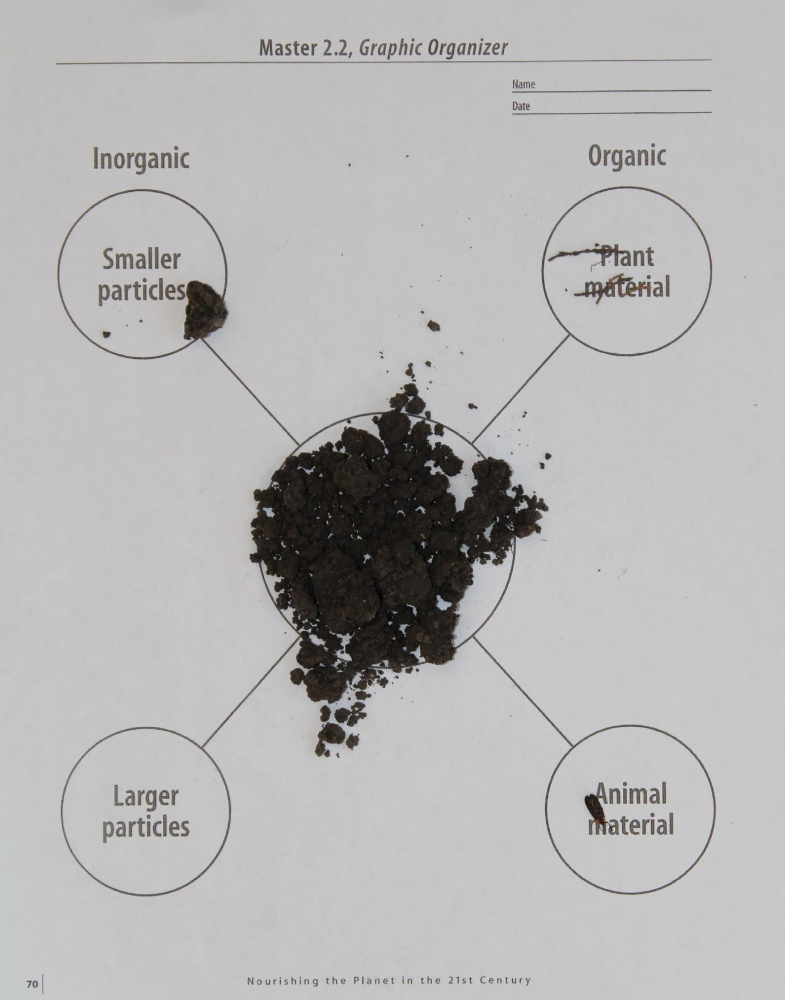 Master 2.2, Graphic Organizer
Name
Date
Inorganic
Organic
Smaller
particles
Plant
material
Larger
particles
Animal
material
70
Nourishing the Planet in the 21st Century